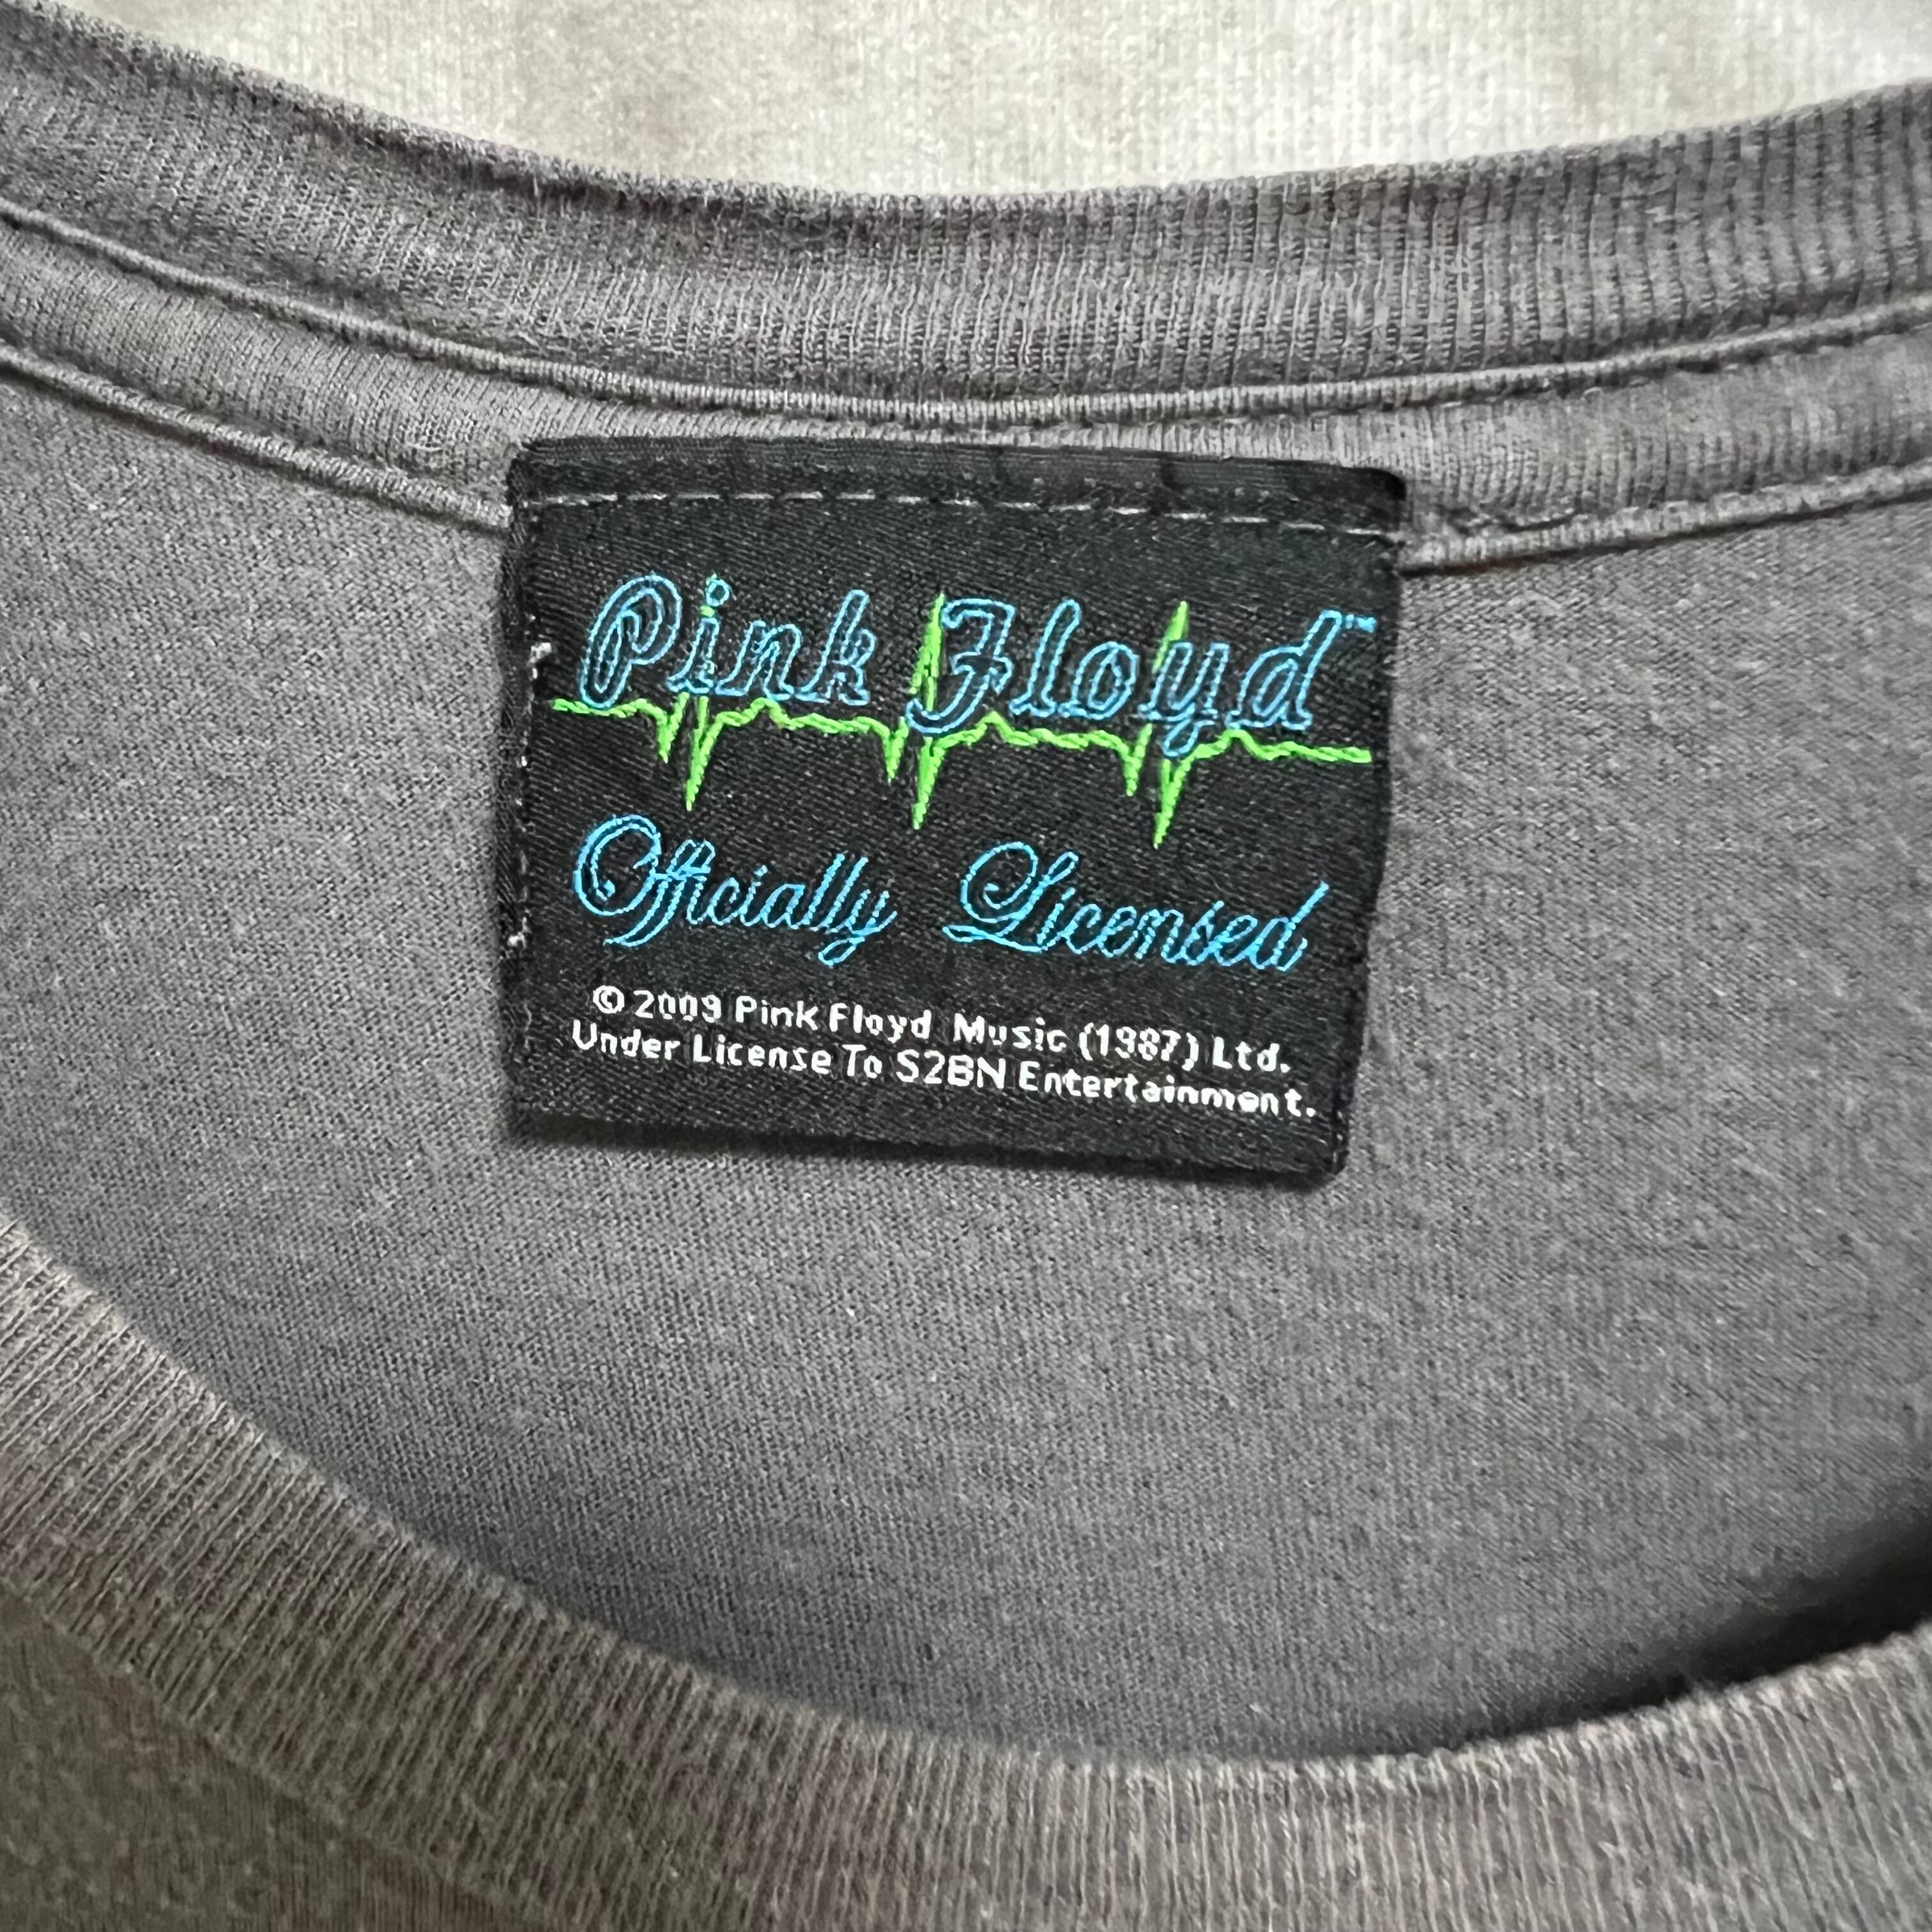 Pink Floyd™
Officially Licensed
© 2009 Pink Floyd Music (1987) Ltd.
Under License To S2BN Entertainment.